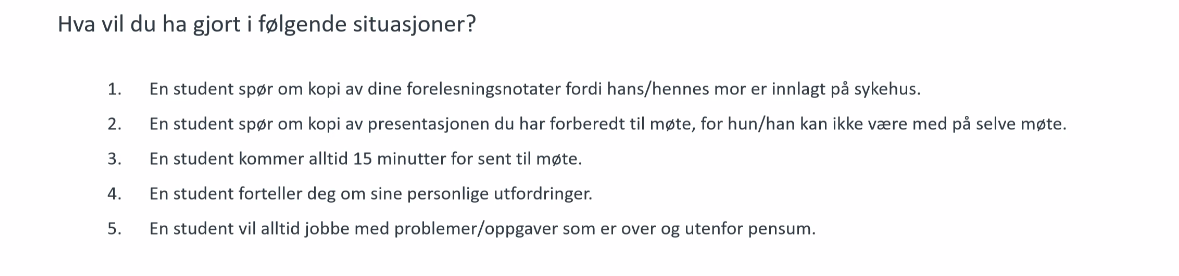 Hva vil du ha gjort i følgende situasjoner?
1. En student spør om kopi av dine forelesningsnotater fordi hans/hennes mor er innlagt på sykehus.
2. En student spør om kopi av presentasjonen du har forberedt til møte, for hun/han kan ikke være med på selve møte.
3. En student kommer alltid 15 minutter for sent til møte.
4. En student forteller deg om sine personlige utfordringer.
5. En student vil alltid jobbe med problemer/oppgaver som er over og utenfor pensum.